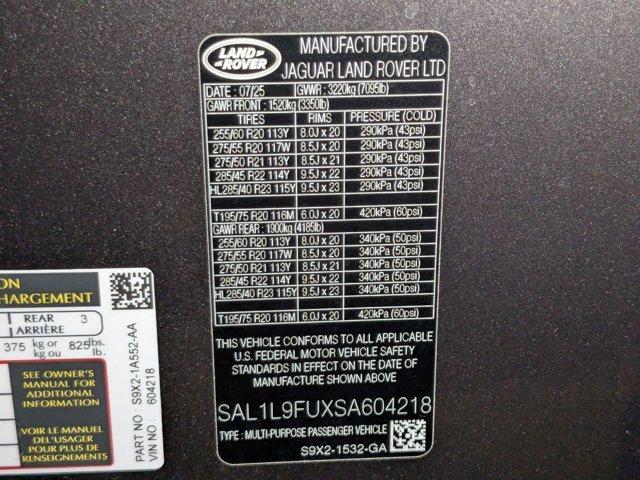 LAND ROVER
MANUFACTURED BY
JAGUAR LAND ROVER LTD
DATE : 07/25 GVWR : 3220kg (7095lb)
GAWR FRONT : 1520kg (3350lb)
TIRES RIMS PRESSURE (COLD)
255/60 R20 113Y 8.0J x 20 290kPa (43psi)
275/55 R20 117W 8.5J x 20 290kPa (43psi)
275/50 R21 113Y 8.5J x 21 290kPa (43psi)
285/45 R22 114Y 9.5J x 22 290kPa (43psi)
HL285/40 R23 115Y 9.5J x 23 290kPa (43psi)
T195/75 R20 116M 6.0J x 20 420kPa (60psi)
GAWR REAR : 1900kg (4185lb)
255/60 R20 113Y 8.0J x 20 340kPa (50psi)
275/55 R20 117W 8.5J x 20 340kPa (50psi)
275/50 R21 113Y 8.5J x 21 340kPa (50psi)
285/45 R22 114Y 9.5J x 22 340kPa (50psi)
HL285/40 R23 115Y 9.5J x 23 340kPa (50psi)
T195/75 R20 116M 6.0J x 20 420kPa (60psi)
THIS VEHICLE CONFORMS TO ALL APPLICABLE
U.S. FEDERAL MOTOR VEHICLE SAFETY
STANDARDS IN EFFECT ON THE DATE OF
MANUFACTURE SHOWN ABOVE
SAL1L9FUXSA604218
TYPE : MULTI-PURPOSE PASSENGER VEHICLE
S9X2-1532-GA
ION
HARGEMENT
REAR 3
ARRIÈRE
375 kg or 825 lbs.
kg ou lb.
SEE OWNER'S
MANUAL FOR
ADDITIONAL
INFORMATION
VOIR LE MANUEL
DE L'USAGER
POUR PLUS DE
RENSEIGNEMENTS
PART NO : S9X2-1A552-AA
VIN NO : 604218